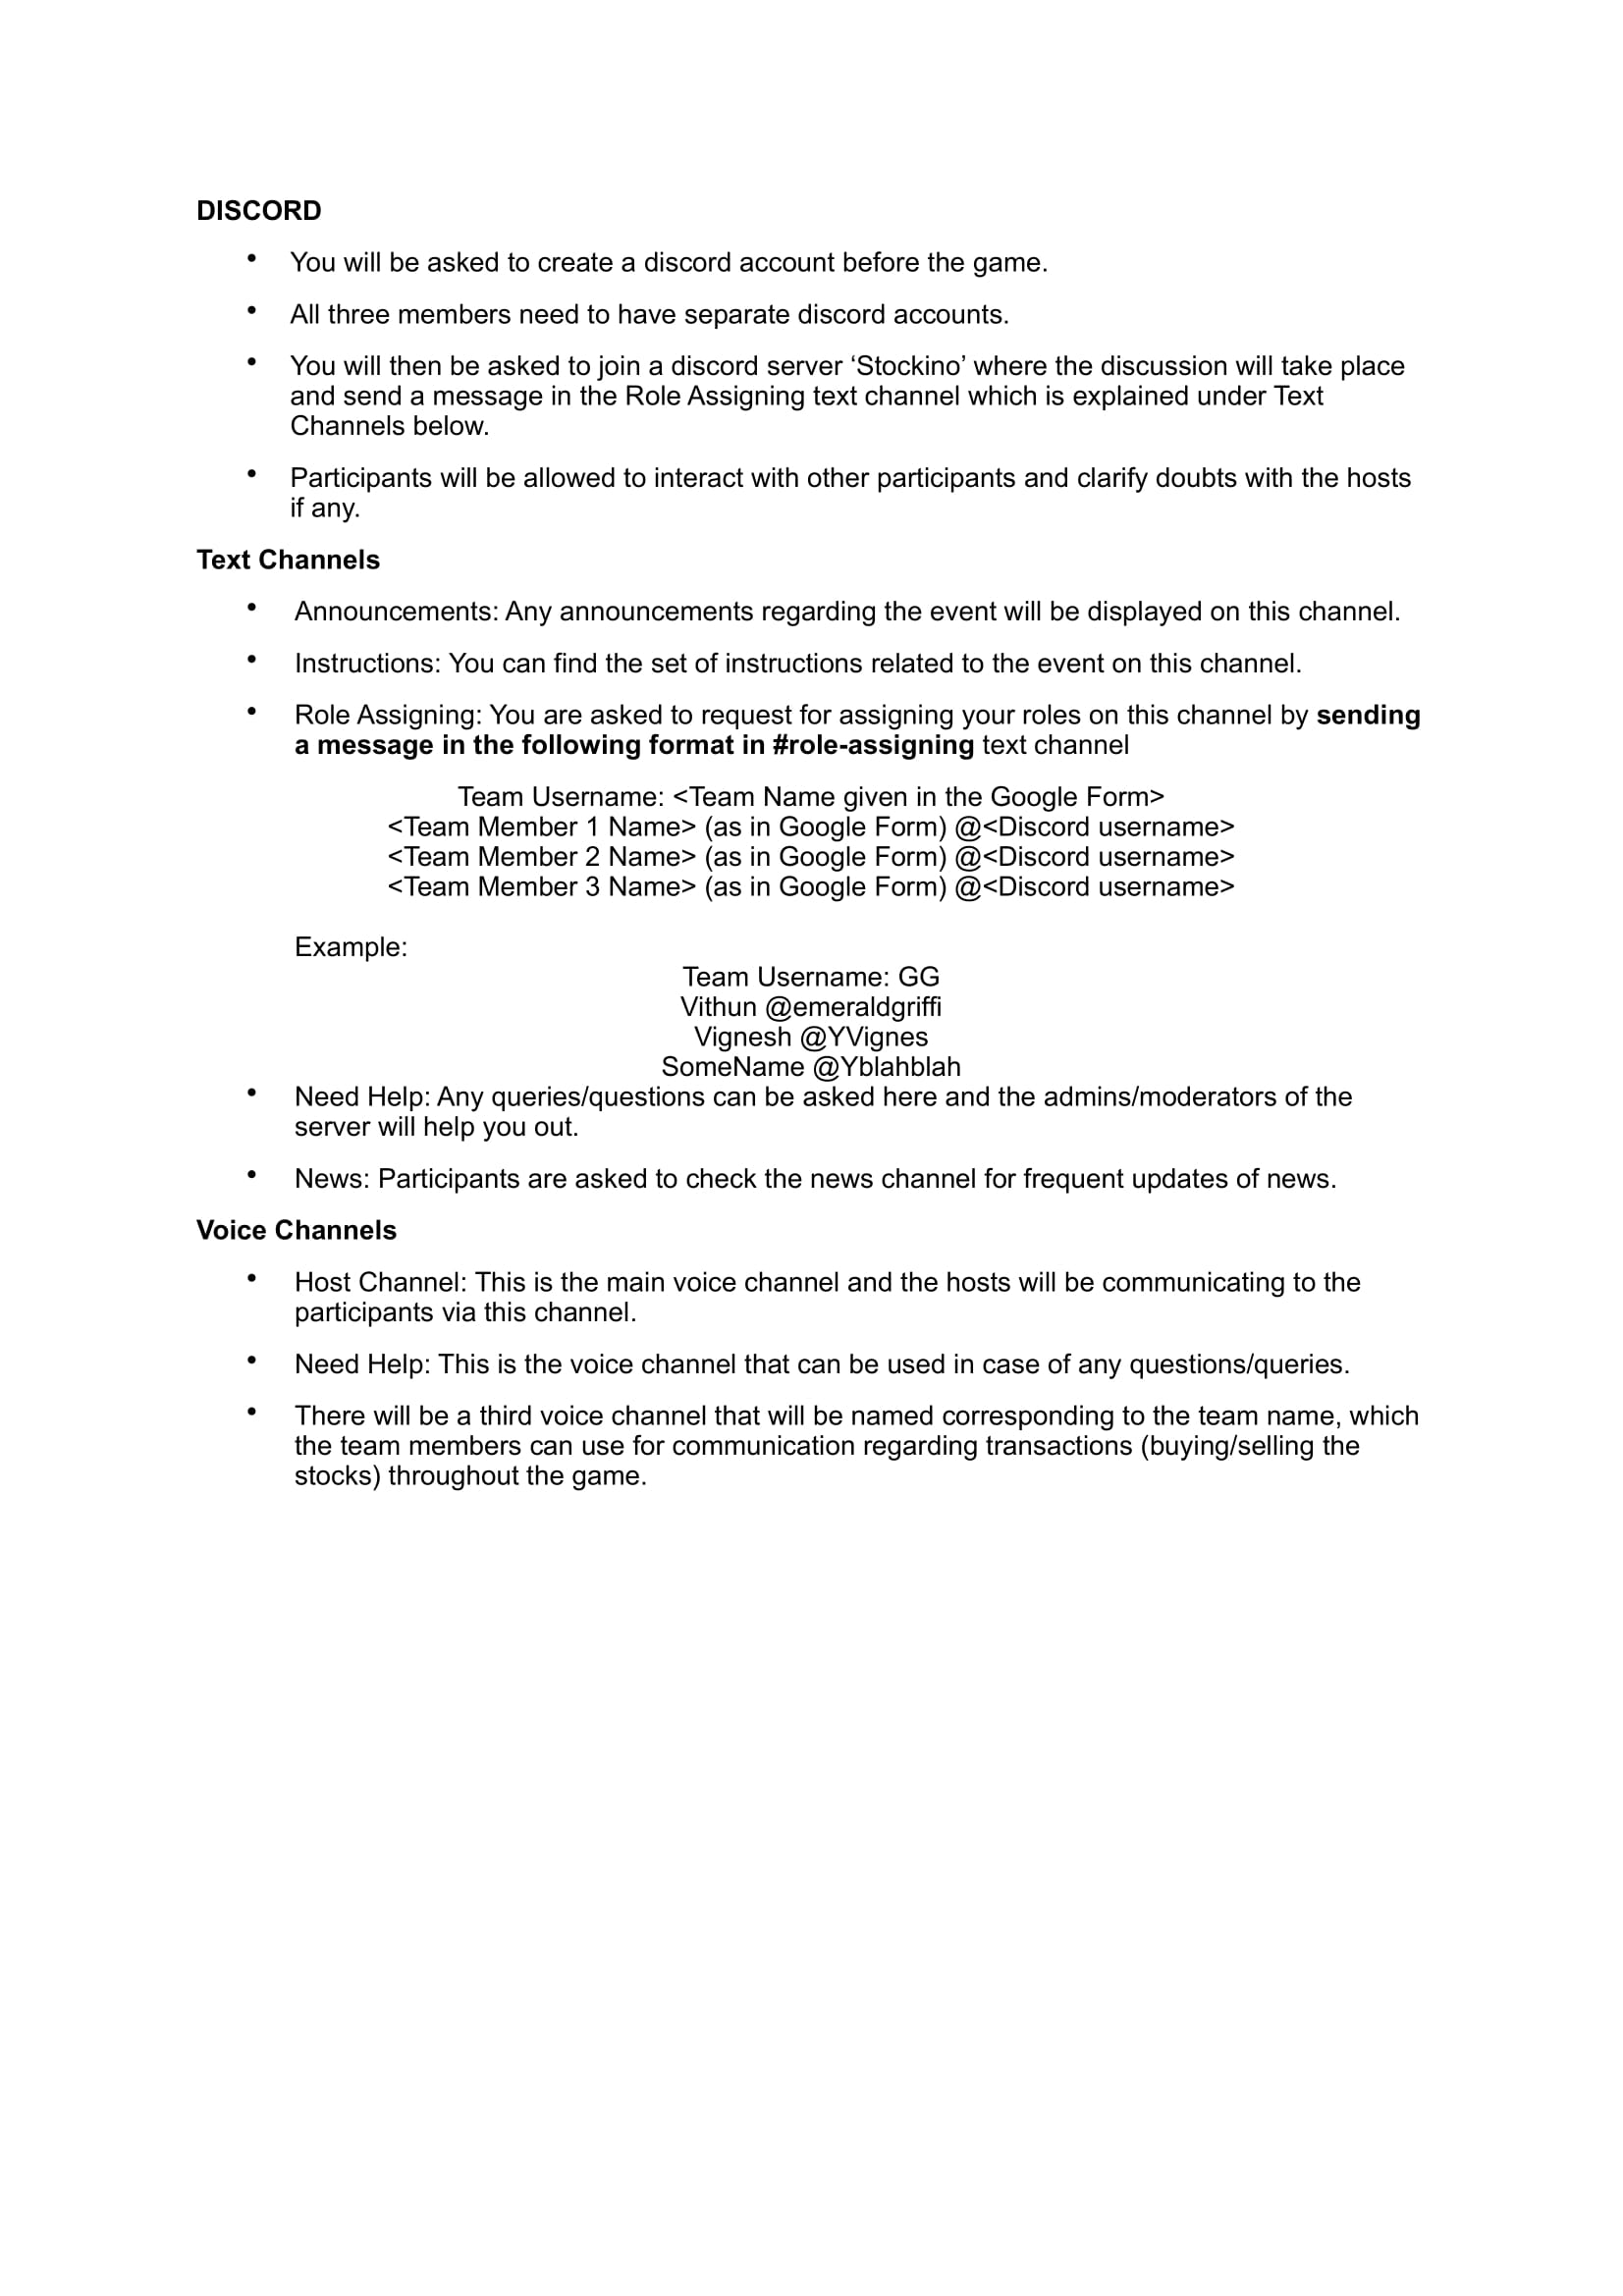 DISCORD
• You will be asked to create a discord account before the game.
• All three members need to have separate discord accounts.
• You will then be asked to join a discord server ‘Stockino’ where the discussion will take place
and send a message in the Role Assigning text channel which is explained under Text
Channels below.
• Participants will be allowed to interact with other participants and clarify doubts with the hosts
if any.
Text Channels
• Announcements: Any announcements regarding the event will be displayed on this channel.
• Instructions: You can find the set of instructions related to the event on this channel.
• Role Assigning: You are asked to request for assigning your roles on this channel by sending
a message in the following format in #role-assigning text channel
Team Username: <Team Name given in the Google Form>
<Team Member 1 Name> (as in Google Form) @<Discord username>
<Team Member 2 Name> (as in Google Form) @<Discord username>
<Team Member 3 Name> (as in Google Form) @<Discord username>
Example:
Team Username: GG
Vithun @emeraldgriffi
Vignesh @YVignes
SomeName @Yblahblah
• Need Help: Any queries/questions can be asked here and the admins/moderators of the
server will help you out.
• News: Participants are asked to check the news channel for frequent updates of news.
Voice Channels
• Host Channel: This is the main voice channel and the hosts will be communicating to the
participants via this channel.
• Need Help: This is the voice channel that can be used in case of any questions/queries.
• There will be a third voice channel that will be named corresponding to the team name, which
the team members can use for communication regarding transactions (buying/selling the
stocks) throughout the game.